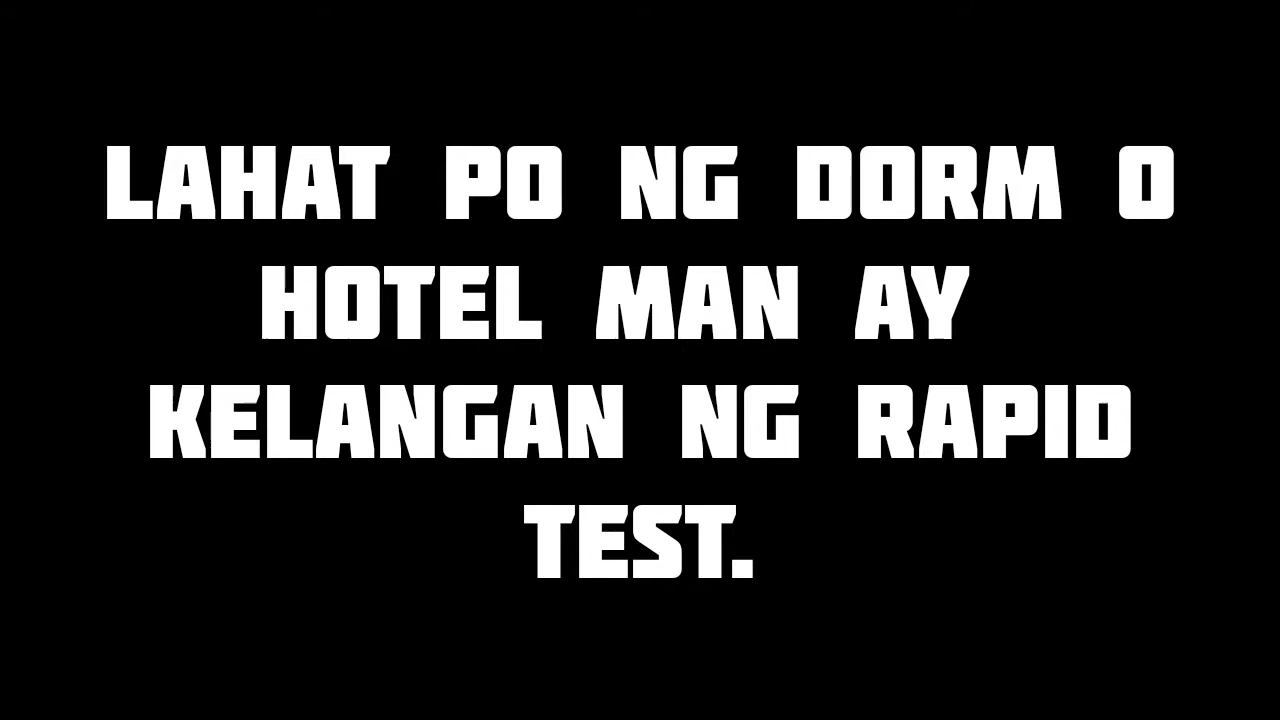 LAHAT PO NG DORM O
HOTEL MAN AY
KELANGAN NG RAPID
TEST.